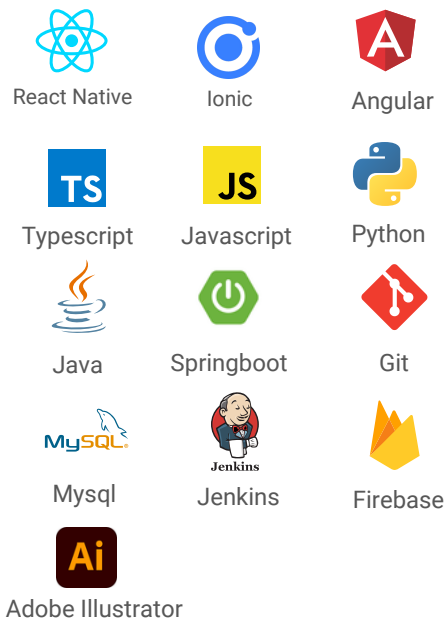 React Native
Ionic
Angular
TS
JS
Typescript
Javascript
Python
Java
Springboot
Git
MySQL®
Jenkins
Mysql
Jenkins
Firebase
Ai
Adobe Illustrator